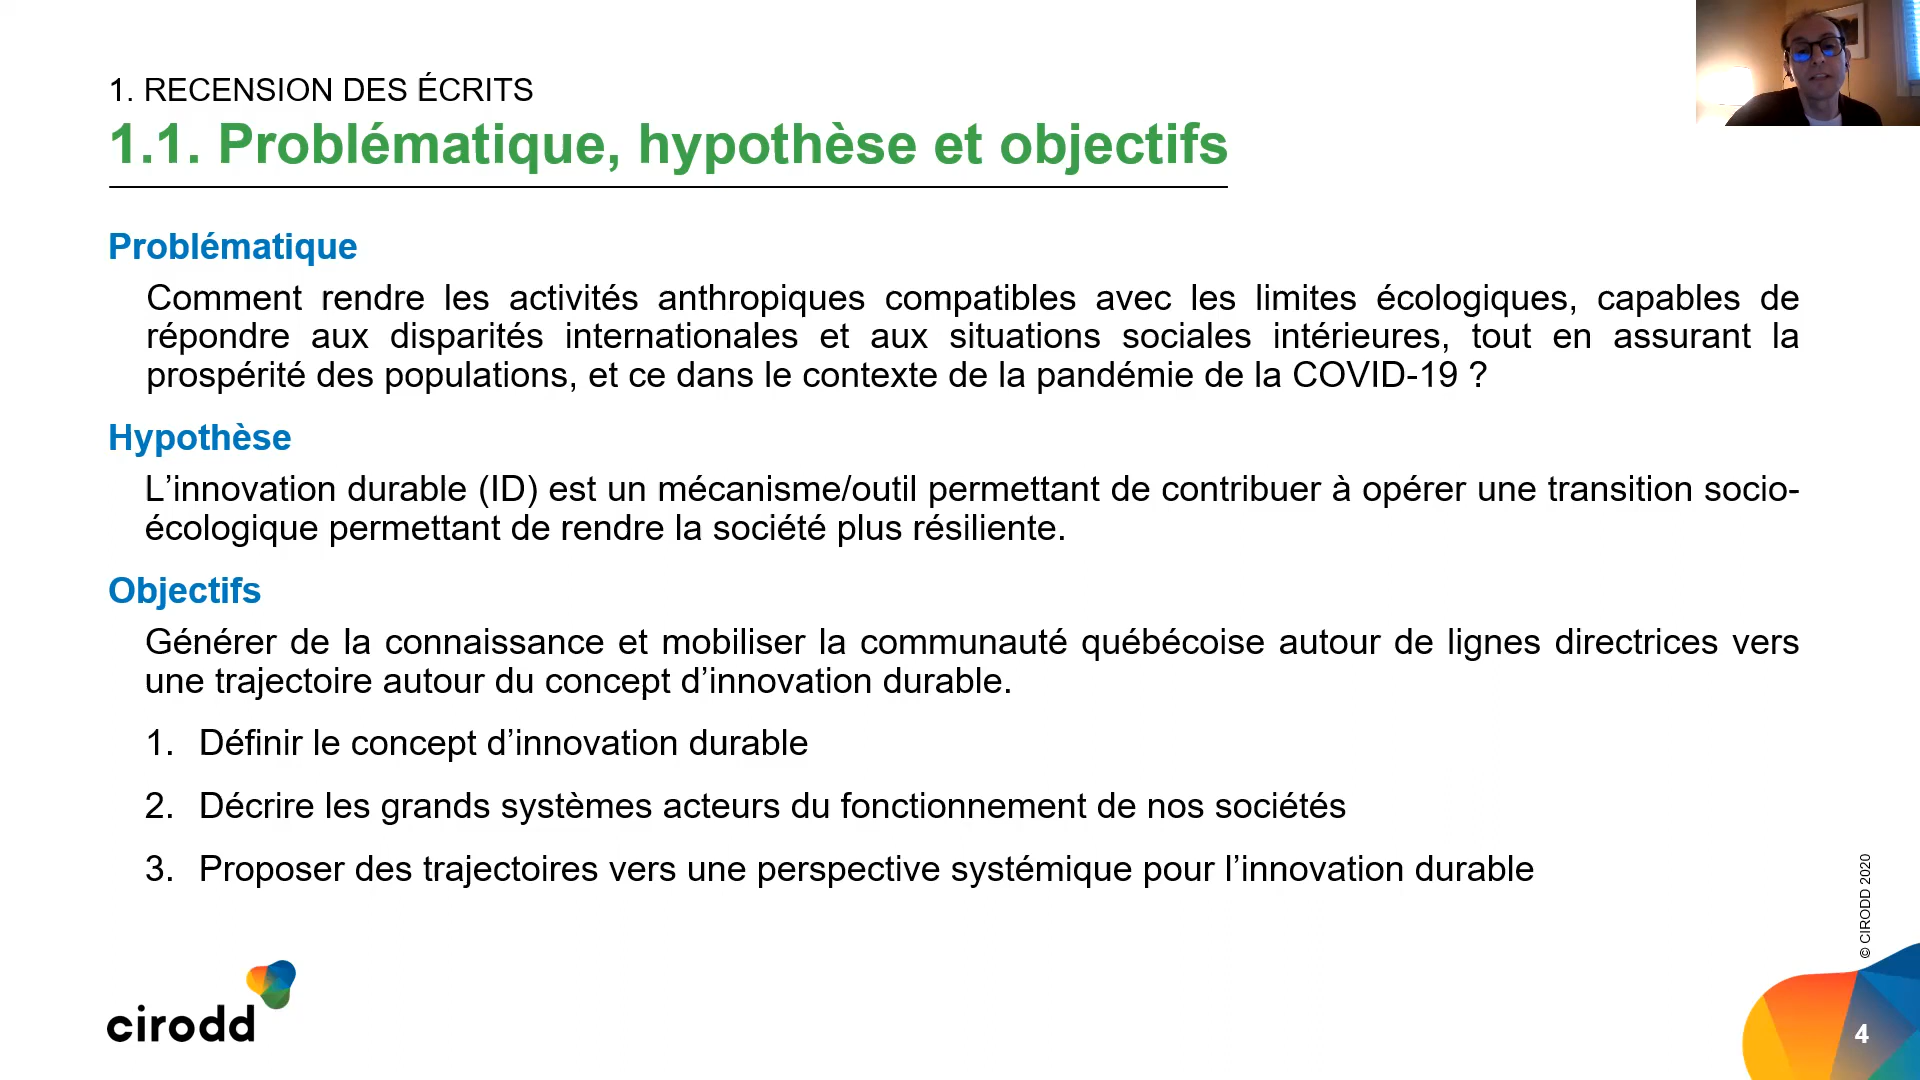 1. RECENSION DES ÉCRITS
1.1. Problématique, hypothèse et objectifs
Problématique
Comment rendre les activités anthropiques compatibles avec les limites écologiques, capables de
répondre aux disparités internationales et aux situations sociales intérieures, tout en assurant la
prospérité des populations, et ce dans le contexte de la pandémie de la COVID-19 ?
Hypothèse
L’innovation durable (ID) est un mécanisme/outil permettant de contribuer à opérer une transition socio-
écologique permettant de rendre la société plus résiliente.
Objectifs
Générer de la connaissance et mobiliser la communauté québécoise autour de lignes directrices vers
une trajectoire autour du concept d’innovation durable.
1. Définir le concept d’innovation durable
2. Décrire les grands systèmes acteurs du fonctionnement de nos sociétés
3. Proposer des trajectoires vers une perspective systémique pour l’innovation durable
© CIRODD 2020
cirodd
4